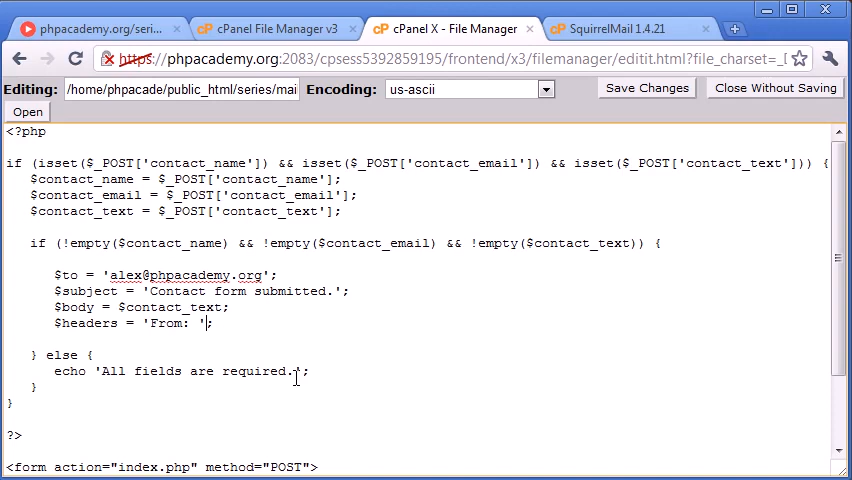 phpacademy.org/serie...
cPanel File Manager v3
cPanel X - File Manager
SquirrelMail 1.4.21
https://phpacademy.org:2083/cpsess5392859195/frontend/x3/filemanager/editit.html?file_charset=_D
Editing: /home/phpacade/public_html/series/mai Encoding: us-ascii Save Changes Close Without Saving
Open
<?php
if (isset($_POST['contact_name']) && isset($_POST['contact_email']) && isset($_POST['contact_text'])) {
$contact_name = $_POST['contact_name'];
$contact_email = $_POST['contact_email'];
$contact_text = $_POST['contact_text'];
if (!empty($contact_name) && !empty($contact_email) && !empty($contact_text)) {
$to = 'alex@phpacademy.org';
$subject = 'Contact form submitted.';
$body = $contact_text;
$headers = 'From: ';
} else {
echo 'All fields are required.';
}
}
?>
<form action="index.php" method="POST">